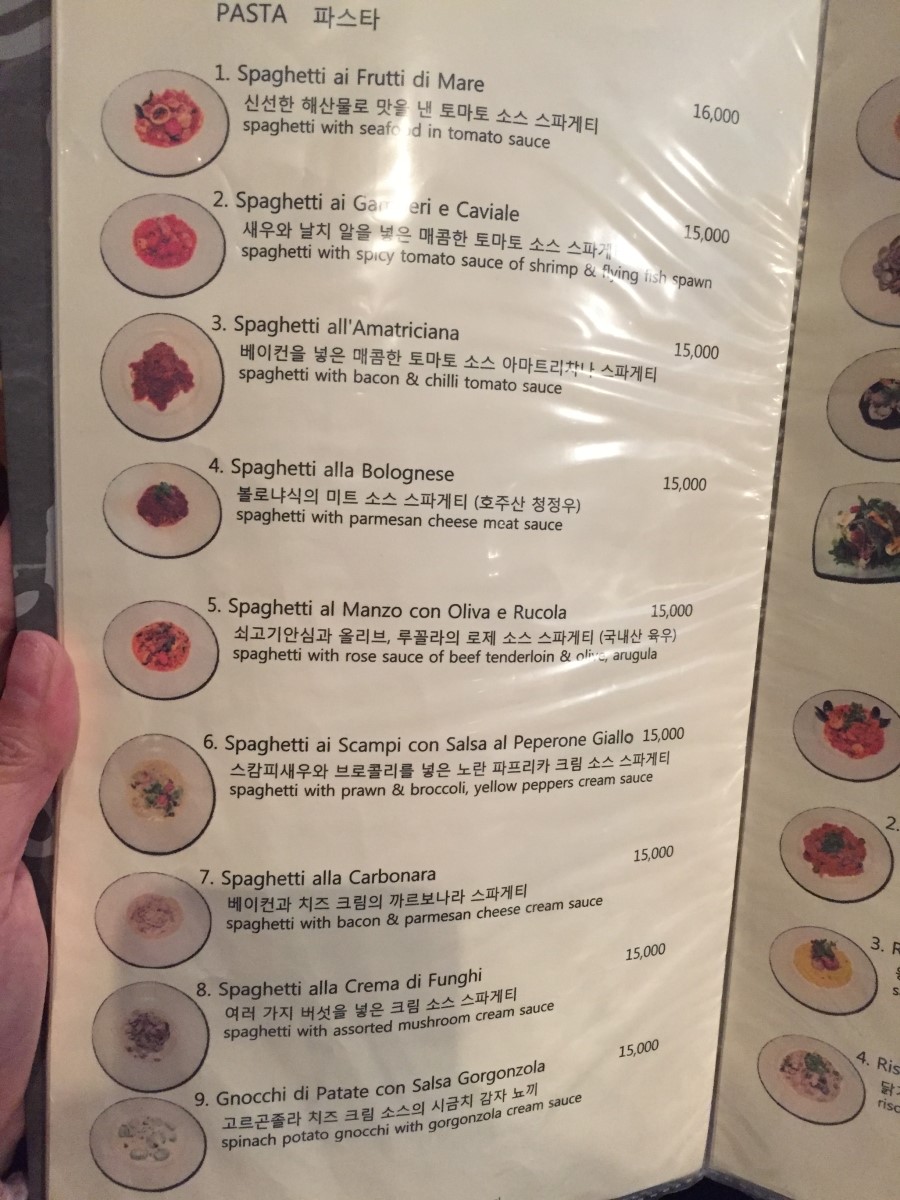 PASTA 파스타
1. Spaghetti ai Frutti di Mare
신선한 해산물로 맛을 낸 토마토 소스 스파게티
16,000
spaghetti with seafood in tomato sauce
2. Spaghetti ai e Caviale
새우와 날치 알을 넣은 매콤한 토마토 소스
15,000
spaghetti with spicy tomato sauce of shrimp & flying fish spawn
3. Spaghetti all'Amatriciana
15,000
베이컨을 넣은 매콤한 토마토 소스 아마트리챠나 스파게티
spaghetti with bacon & chilli tomato sauce
4. Spaghetti alla Bolognese
15,000
볼로냐식의 미트 소스 스파게티 (호주산 청정우)
spaghetti with parmesan cheese meat sauce
5. Spaghetti al Manzo con Oliva e Rucola 15,000
쇠고기안심과 올리브, 루꼴라의 로제 소스 스파게티 (국내산 육우)
spaghetti with rose sauce of beef tenderloin & olive, arugula
6. Spaghetti ai Scampi con Salsa al Peperone Giallo 15,000
스캄피새우와 브로콜리를 넣은 노란 파프리카 크림 소스 스파게티
spaghetti with prawn & broccoli, yellow peppers cream sauce
15,000
7. Spaghetti alla Carbonara
베이컨과 치즈 크림의 까르보나라 스파게티
spaghetti with bacon & parmesan cheese cream sauce
15,000
8. Spaghetti alla Crema di Funghi
여러 가지 버섯을 넣은 크림 소스 스파게티
spaghetti with assorted mushroom cream sauce
15,000
9. Gnocchi di Patate con Salsa Gorgonzola
고르곤졸라 치즈 크림 소스의 시금치 감자 뇨끼
spinach potato gnocchi with gorgonzola cream sauce
2.
3.
4.